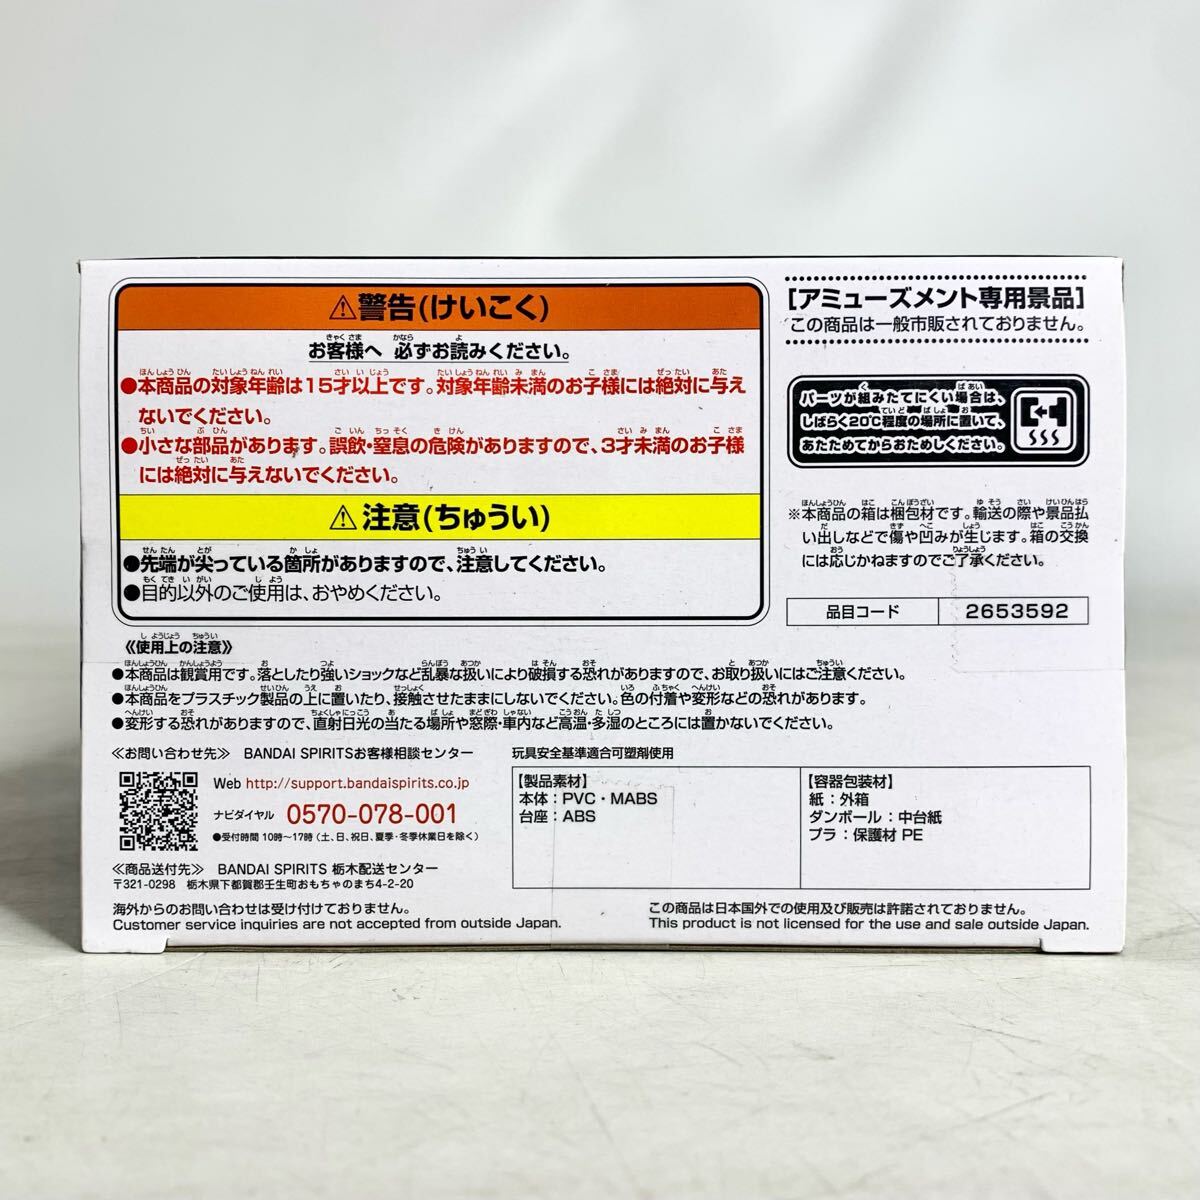 ⚠警告(けいこく)
お客様へ 必ずお読みください。
●本商品の対象年齢は15才以上です。対象年齢未満のお子様には絶対に与え
ないでください。
●小さな部品があります。誤飲・窒息の危険がありますので、3才未満のお子様
には絶対に与えないでください。
⚠注意(ちゅうい)
●先端が尖っている箇所がありますので、注意してください。
●目的以外のご使用は、おやめください。
[アミューズメント専用景品]
この商品は一般市販されておりません。
パーツが組みたてにくい場合は、
しばらく20℃程度の場所に置いて、
あたためてからおためしください。
※本商品の箱は梱包材です。輸送の際や景品払
い出しなどで傷や凹みが生じます。箱の交換
には応じかねますのでご了承ください。
品目コード 2653592
《使用上の注意》
●本商品は観賞用です。落としたり強いショックなど乱暴な扱いにより破損する恐れがありますので、お取り扱いにはご注意ください。
●本商品をプラスチック製品の上に置いたり、接触させたままにしないでください。色の付着や変形などの恐れがあります。
●変形する恐れがありますので、直射日光の当たる場所や窓際・車内など高温・多湿のところには置かないでください。
≪お問い合わせ先≫ BANDAI SPIRITSお客様相談センター
Web http://support.bandaispirits.co.jp
ナビダイヤル 0570-078-001
●受付時間 10時〜17時(土、日、祝日、夏季・冬季休業日を除く)
≪商品送付先≫ BANDAI SPIRITS 栃木配送センター
〒321-0298 栃木県下都賀郡壬生町おもちゃのまち4-2-20
海外からのお問い合わせは受け付けておりません。
Customer service inquiries are not accepted from outside Japan.
玩具安全基準適合可塑剤使用
【製品素材】
本体:PVC・MABS
台座:ABS
【容器包装材】
紙:外箱
ダンボール:中台紙
プラ:保護材 PE
この商品は日本国外での使用及び販売は許諾されておりません。
This product is not licensed for the use and sale outside Japan.